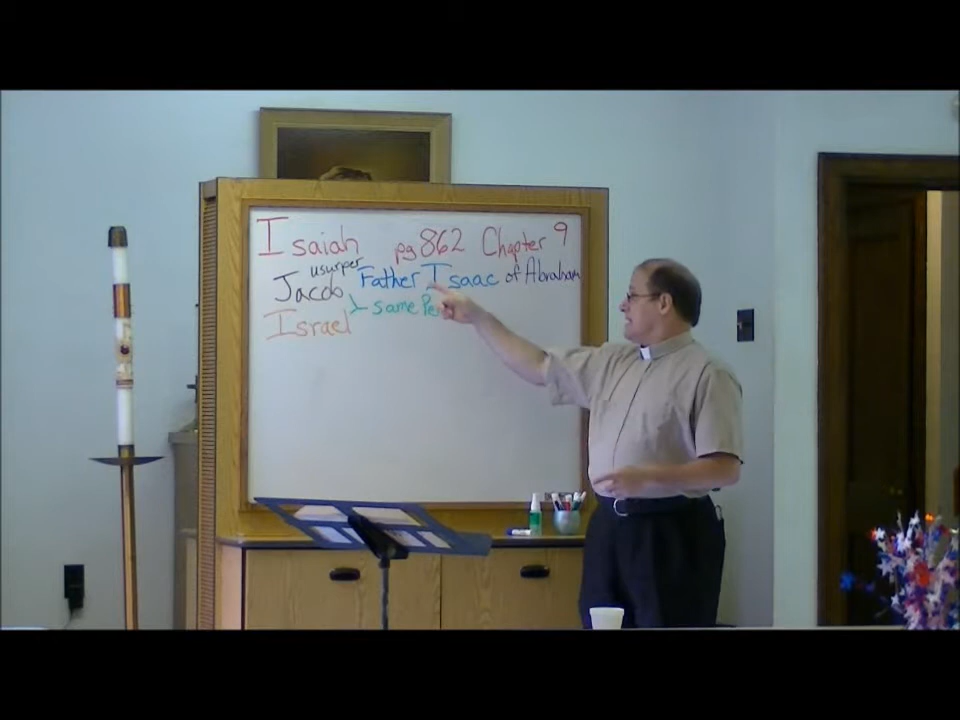 Isaiah pg 862 Chapter 9
usurper
Jacob Father Isaac of Abraham
Israel same